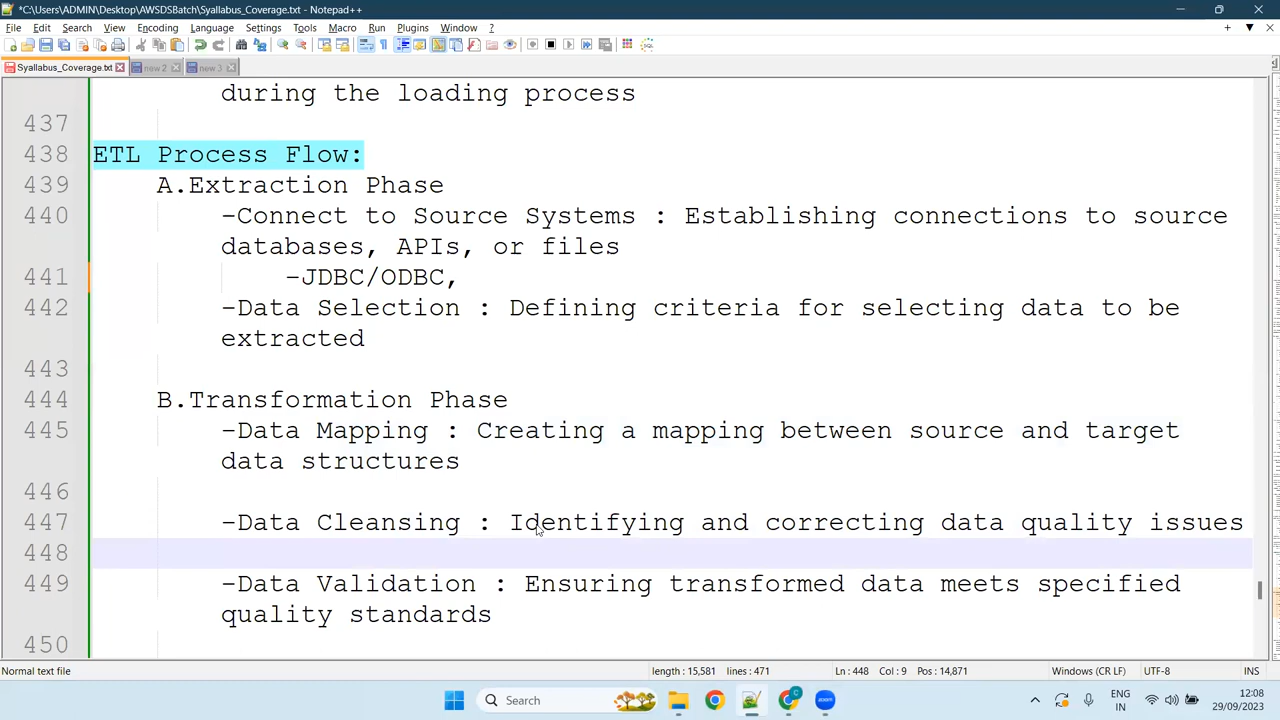 *C:\Users\ADMIN\Desktop\AWSDSBatch\Syallabus_Coverage.txt - Notepad++
File Edit Search View Encoding Language Settings Tools Macro Run Plugins Window ?
Syallabus_Coverage.txt new 2 new 3
during the loading process
437
438 ETL Process Flow:
439 A.Extraction Phase
440 -Connect to Source Systems : Establishing connections to source
databases, APIs, or files
441 -JDBC/ODBC,
442 -Data Selection : Defining criteria for selecting data to be
extracted
443
444 B.Transformation Phase
445 -Data Mapping : Creating a mapping between source and target
data structures
446
447 -Data Cleansing : Identifying and correcting data quality issues
448
449 -Data Validation : Ensuring transformed data meets specified
quality standards
450
Normal text file length : 15,581 lines : 471 Ln : 448 Col : 9 Pos : 14,871 Windows (CR LF) UTF-8 INS
Search ENG IN 12:08 29/09/2023